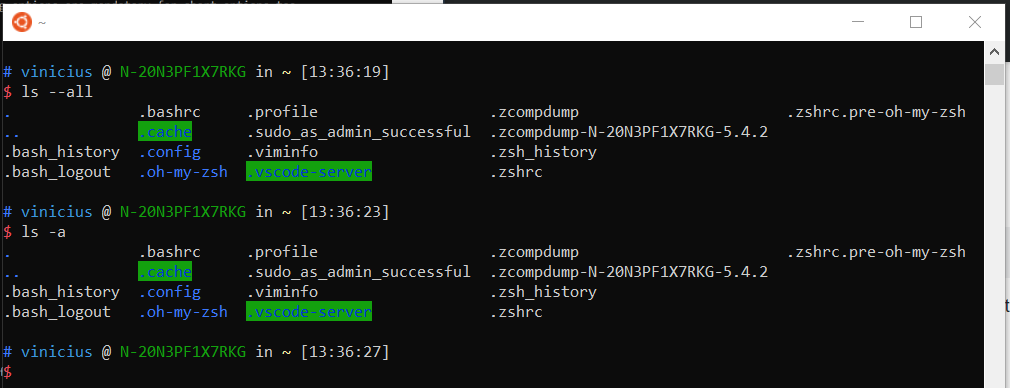 ~
# vinicius @ N-20N3PF1X7RKG in ~ [13:36:19]
$ ls --all
. .bashrc .profile .zcompdump .zshrc.pre-oh-my-zsh
.. .cache .sudo_as_admin_successful .zcompdump-N-20N3PF1X7RKG-5.4.2
.bash_history .config .viminfo .zsh_history
.bash_logout .oh-my-zsh .vscode-server .zshrc
# vinicius @ N-20N3PF1X7RKG in ~ [13:36:23]
$ ls -a
. .bashrc .profile .zcompdump .zshrc.pre-oh-my-zsh
.. .cache .sudo_as_admin_successful .zcompdump-N-20N3PF1X7RKG-5.4.2
.bash_history .config .viminfo .zsh_history
.bash_logout .oh-my-zsh .vscode-server .zshrc
# vinicius @ N-20N3PF1X7RKG in ~ [13:36:27]
$